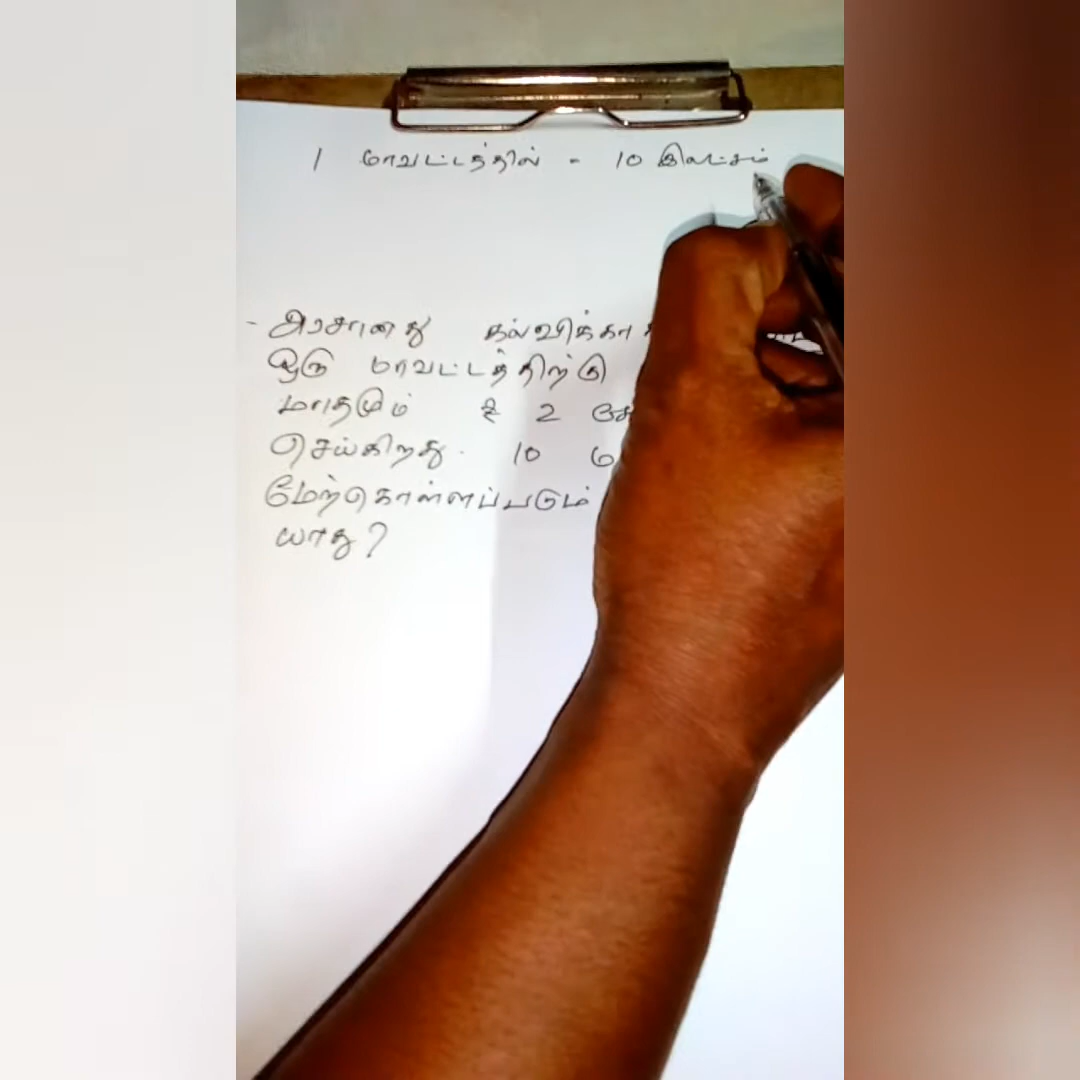 1 மாவட்டத்தில் - 10 இலட்சம்
- அரசானது கல்விக்காக
ஒரு மாவட்டத்திற்கு
மாதமும் ₹ 2
செய்கிறது. 10
மேற்கொள்ளப்படும்
யாது?